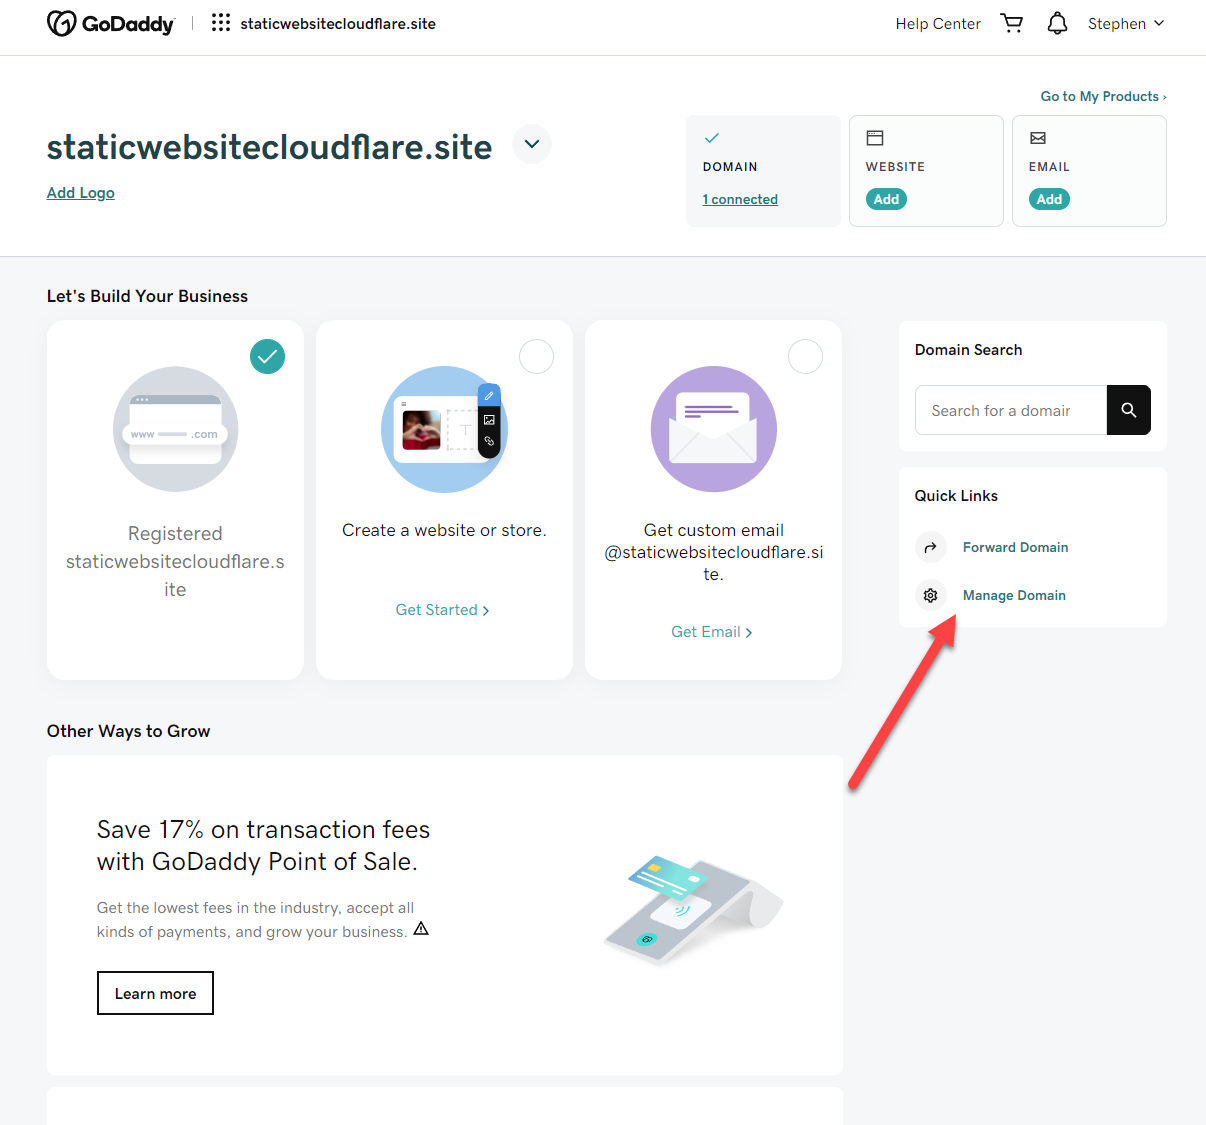 GoDaddy
staticwebsitecloudflare.site
Help Center
Stephen
Go to My Products ›
staticwebsitecloudflare.site
Add Logo
DOMAIN
1 connected
WEBSITE
Add
EMAIL
Add
Let's Build Your Business
www .com
Registered
staticwebsitecloudflare.s
ite
T
Create a website or store.
Get Started >
Get custom email
@staticwebsitecloudflare.si
te.
Get Email >
Domain Search
Search for a domair
Quick Links
Forward Domain
Manage Domain
Other Ways to Grow
Save 17% on transaction fees
with GoDaddy Point of Sale.
Get the lowest fees in the industry, accept all
kinds of payments, and grow your business.
Learn more